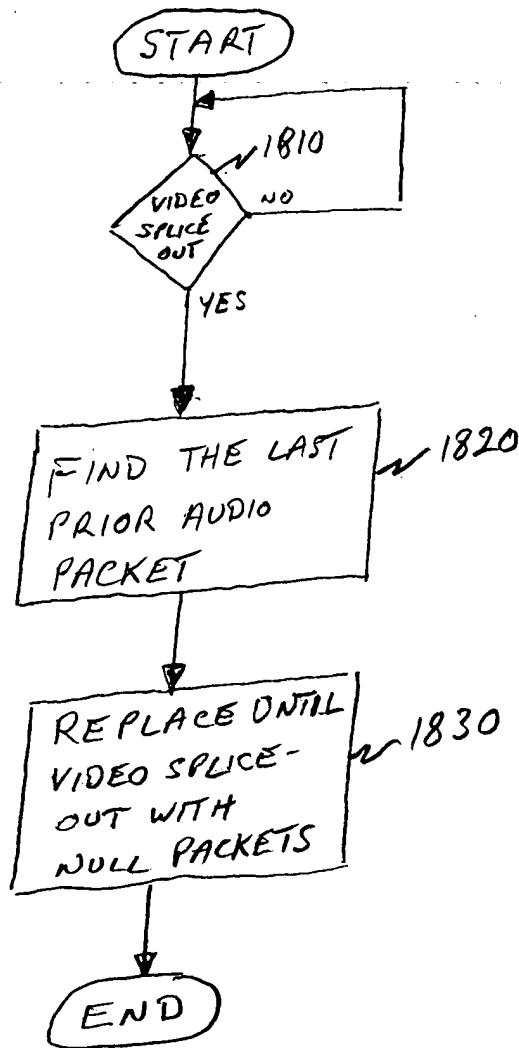 START
1810
VIDEO
SPLICE
OUT
NO
YES
FIND THE LAST
PRIOR AUDIO
PACKET
1820
REPLACE UNTIL
VIDEO SPLICE-
OUT WITH
NULL PACKETS
1830
END